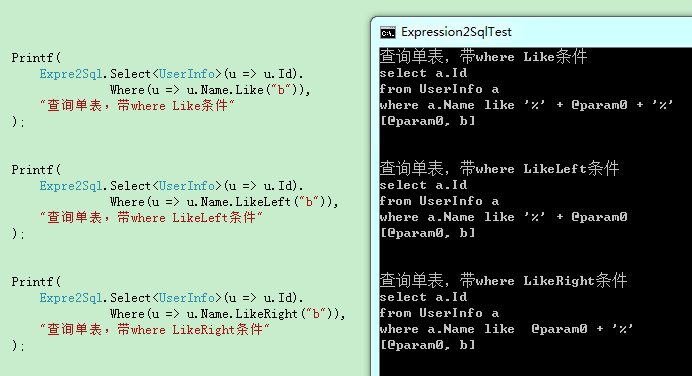 Printf(
    Expre2Sql.Select<UserInfo>(u => u.Id).
              Where(u => u.Name.Like("b")),
    "查询单表，带where Like条件"
);
Printf(
    Expre2Sql.Select<UserInfo>(u => u.Id).
              Where(u => u.Name.LikeLeft("b")),
    "查询单表，带where LikeLeft条件"
);
Printf(
    Expre2Sql.Select<UserInfo>(u => u.Id).
              Where(u => u.Name.LikeRight("b")),
    "查询单表，带where LikeRight条件"
);
Expression2SqlTest
查询单表，带where Like条件
select a.Id
from UserInfo a
where a.Name like '%' + @param0 + '%'
[@param0, b]
查询单表，带where LikeLeft条件
select a.Id
from UserInfo a
where a.Name like '%' + @param0
[@param0, b]
查询单表，带where LikeRight条件
select a.Id
from UserInfo a
where a.Name like  @param0 + '%'
[@param0, b]